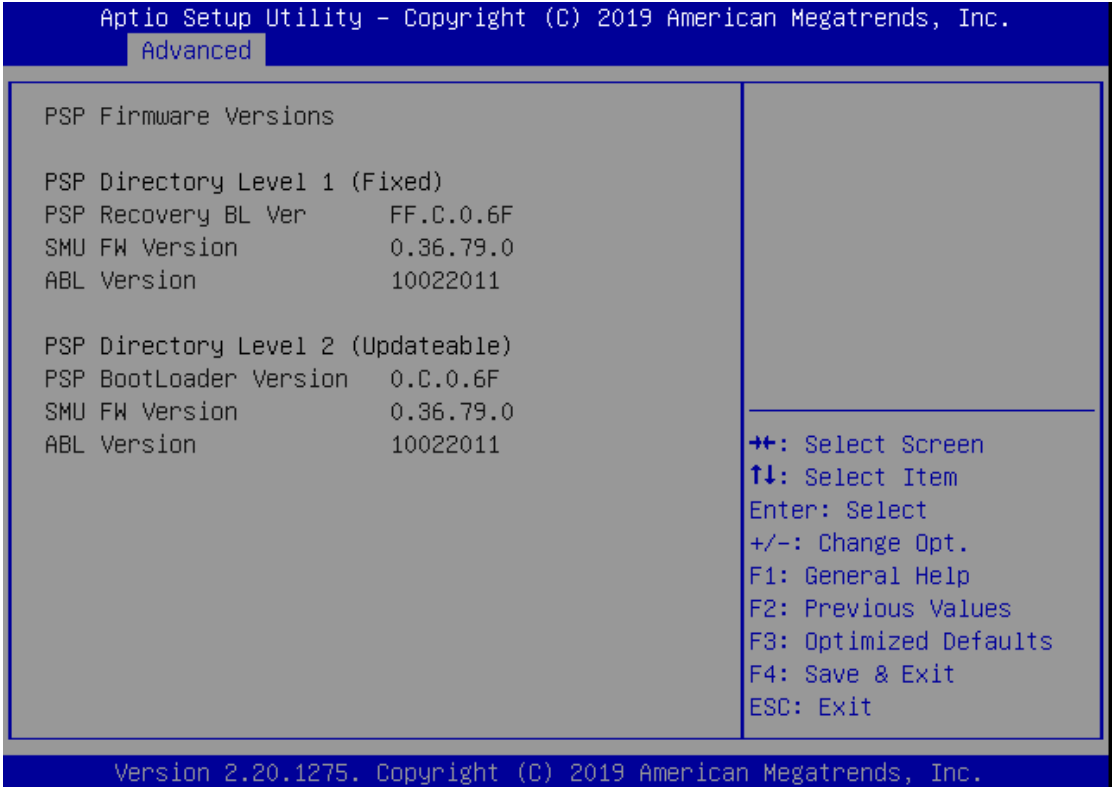 Aptio Setup Utility – Copyright (C) 2019 American Megatrends, Inc.
Advanced
PSP Firmware Versions
PSP Directory Level 1 (Fixed)
PSP Recovery BL Ver FF.C.0.6F
SMU FW Version 0.36.79.0
ABL Version 10022011
PSP Directory Level 2 (Updateable)
PSP BootLoader Version 0.C.0.6F
SMU FW Version 0.36.79.0
ABL Version 10022011
→←: Select Screen
↑↓: Select Item
Enter: Select
+/-: Change Opt.
F1: General Help
F2: Previous Values
F3: Optimized Defaults
F4: Save & Exit
ESC: Exit
Version 2.20.1275. Copyright (C) 2019 American Megatrends, Inc.